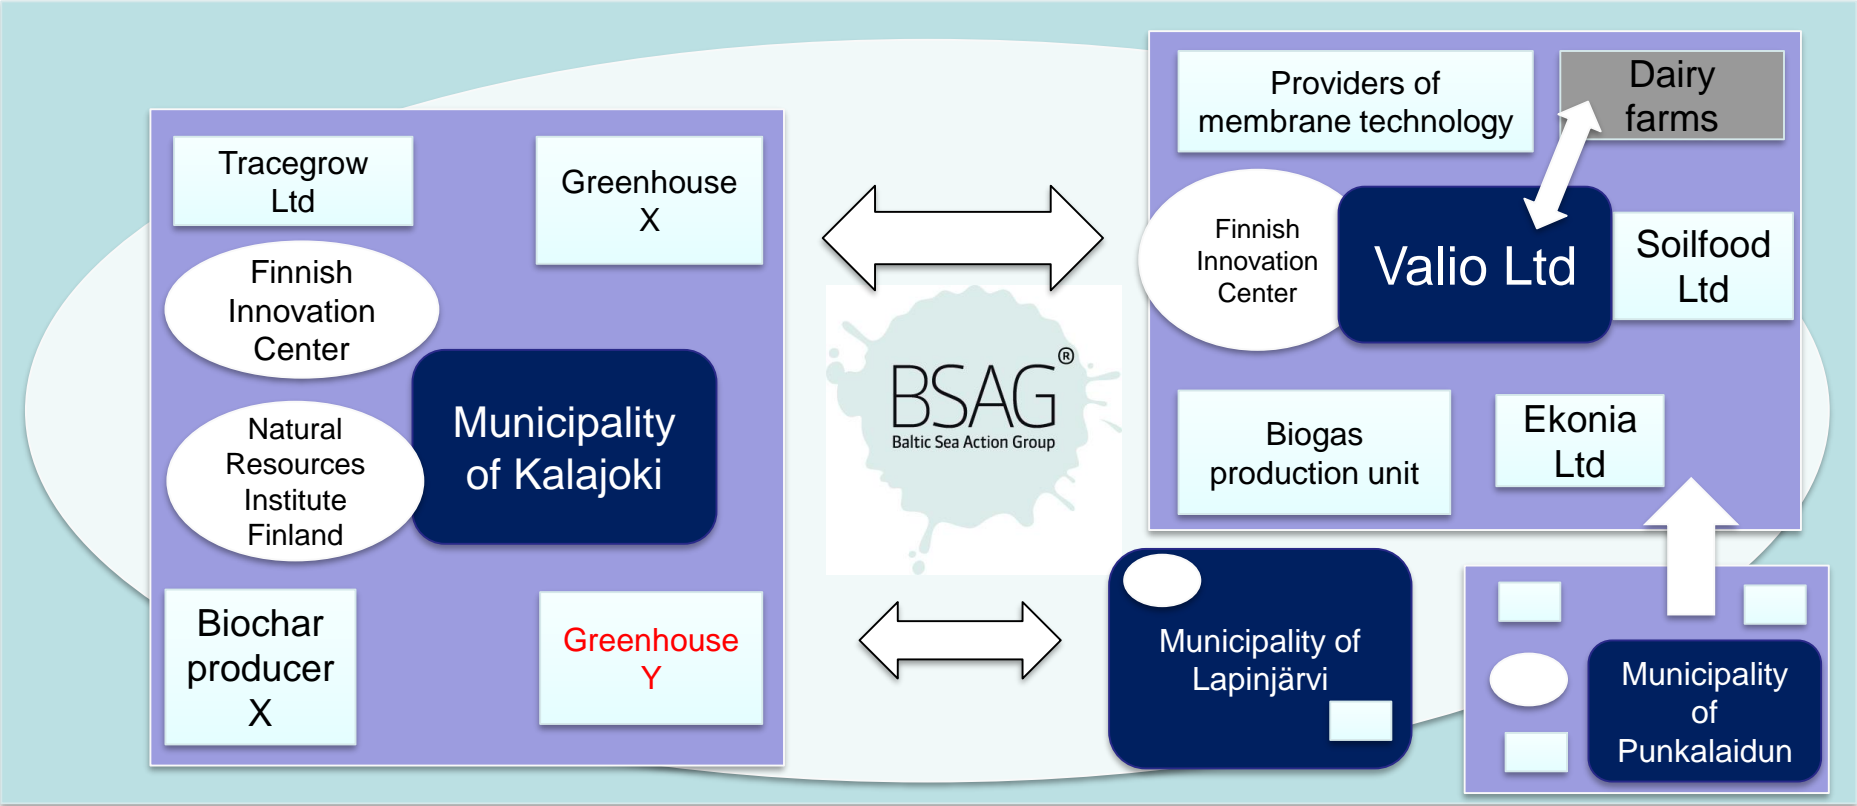 Tracegrow
Ltd
Greenhouse
X
Finnish
Innovation
Center
Natural
Resources
Institute
Finland
Municipality
of Kalajoki
Biochar
producer
X
Greenhouse
Y
BSAG®
Baltic Sea Action Group
Providers of
membrane technology
Dairy
farms
Finnish
Innovation
Center
Valio Ltd
Soilfood
Ltd
Biogas
production unit
Ekonia
Ltd
Municipality of
Lapinjärvi
Municipality
of
Punkalaidun